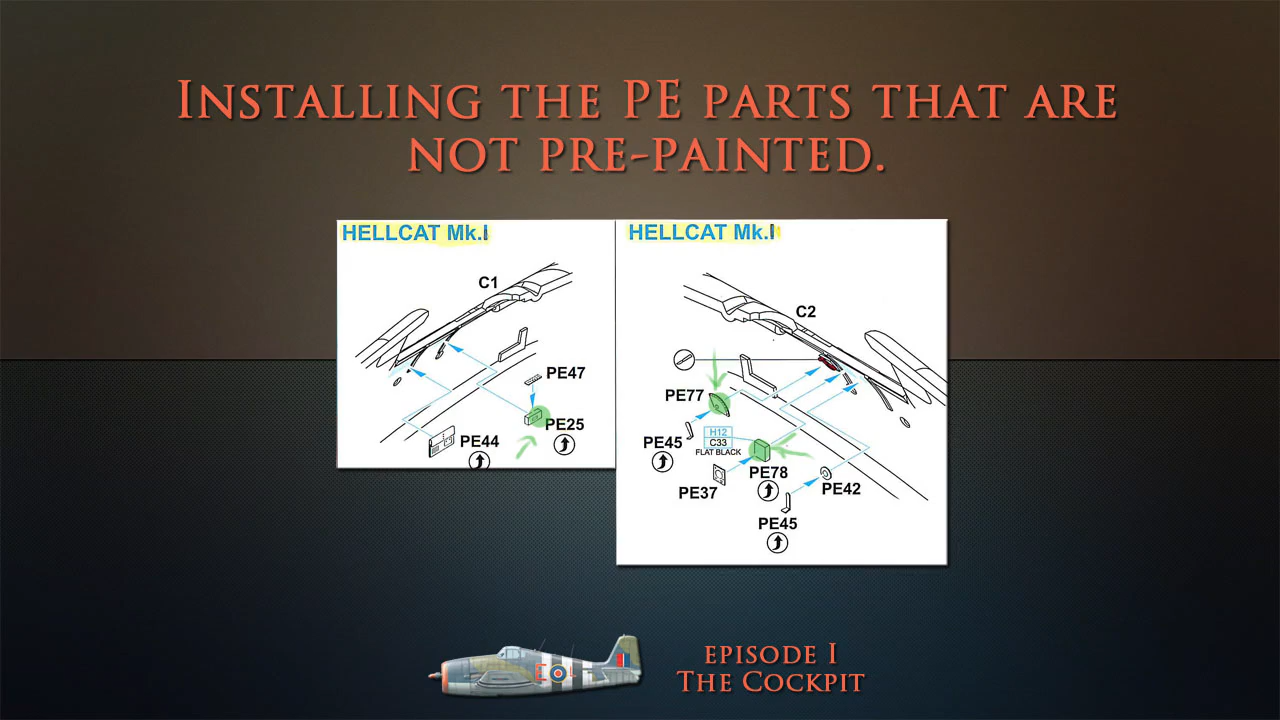 Installing the PE parts that are
not pre-painted.
HELLCAT Mk.I
C1
PE47
PE25
PE44
HELLCAT Mk.I
C2
PE77
PE45
H12
C33
FLAT BLACK
PE78
PE37
PE42
PE45
E
L
episode I
The Cockpit